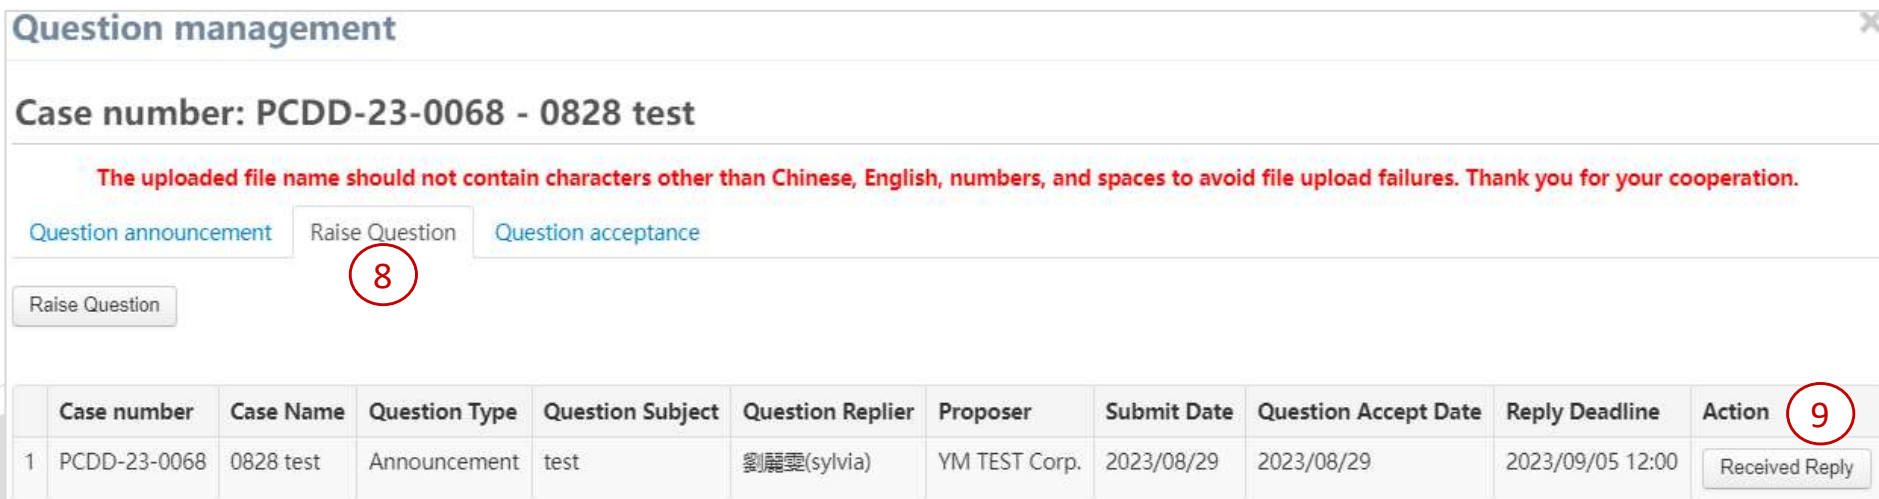 Question management
Case number: PCDD-23-0068 - 0828 test
The uploaded file name should not contain characters other than Chinese, English, numbers, and spaces to avoid file upload failures. Thank you for your cooperation.
Question announcement Raise Question Question acceptance
8
Raise Question
Case number Case Name Question Type Question Subject Question Replier Proposer Submit Date Question Accept Date Reply Deadline Action 9
1 PCDD-23-0068 0828 test Announcement test 劉麗雯(sylvia) YM TEST Corp. 2023/08/29 2023/08/29 2023/09/05 12:00 Received Reply